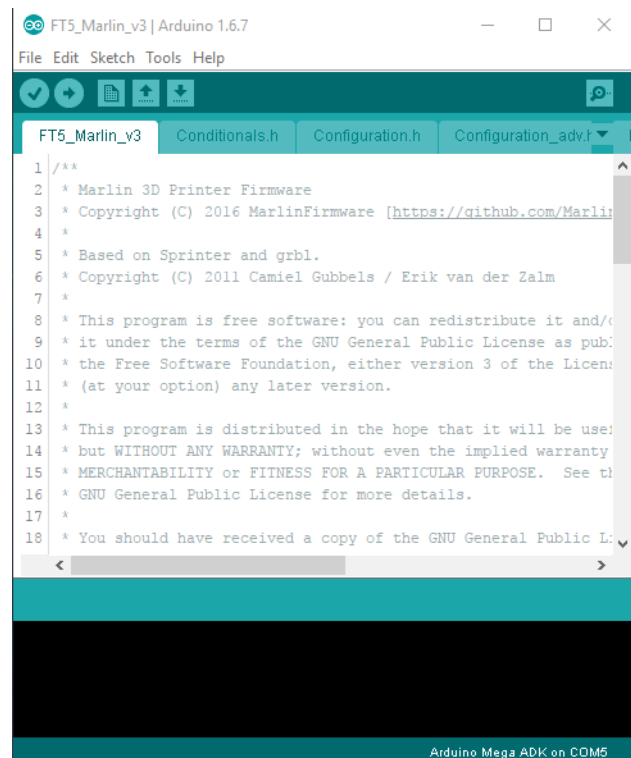 FT5_Marlin_v3 | Arduino 1.6.7
File Edit Sketch Tools Help
FT5_Marlin_v3 Conditionals.h Configuration.h Configuration_adv.h
1 /**
2 * Marlin 3D Printer Firmware
3 * Copyright (C) 2016 MarlinFirmware [https://github.com/Marlin
4 *
5 * Based on Sprinter and grbl.
6 * Copyright (C) 2011 Camiel Gubbels / Erik van der Zalm
7 *
8 * This program is free software: you can redistribute it and/
9 * it under the terms of the GNU General Public License as publ
10 * the Free Software Foundation, either version 3 of the Licens
11 * (at your option) any later version.
12 *
13 * This program is distributed in the hope that it will be usef
14 * but WITHOUT ANY WARRANTY; without even the implied warranty
15 * MERCHANTABILITY or FITNESS FOR A PARTICULAR PURPOSE. See th
16 * GNU General Public License for more details.
17 *
18 * You should have received a copy of the GNU General Public Li
Arduino Mega ADK on COM5